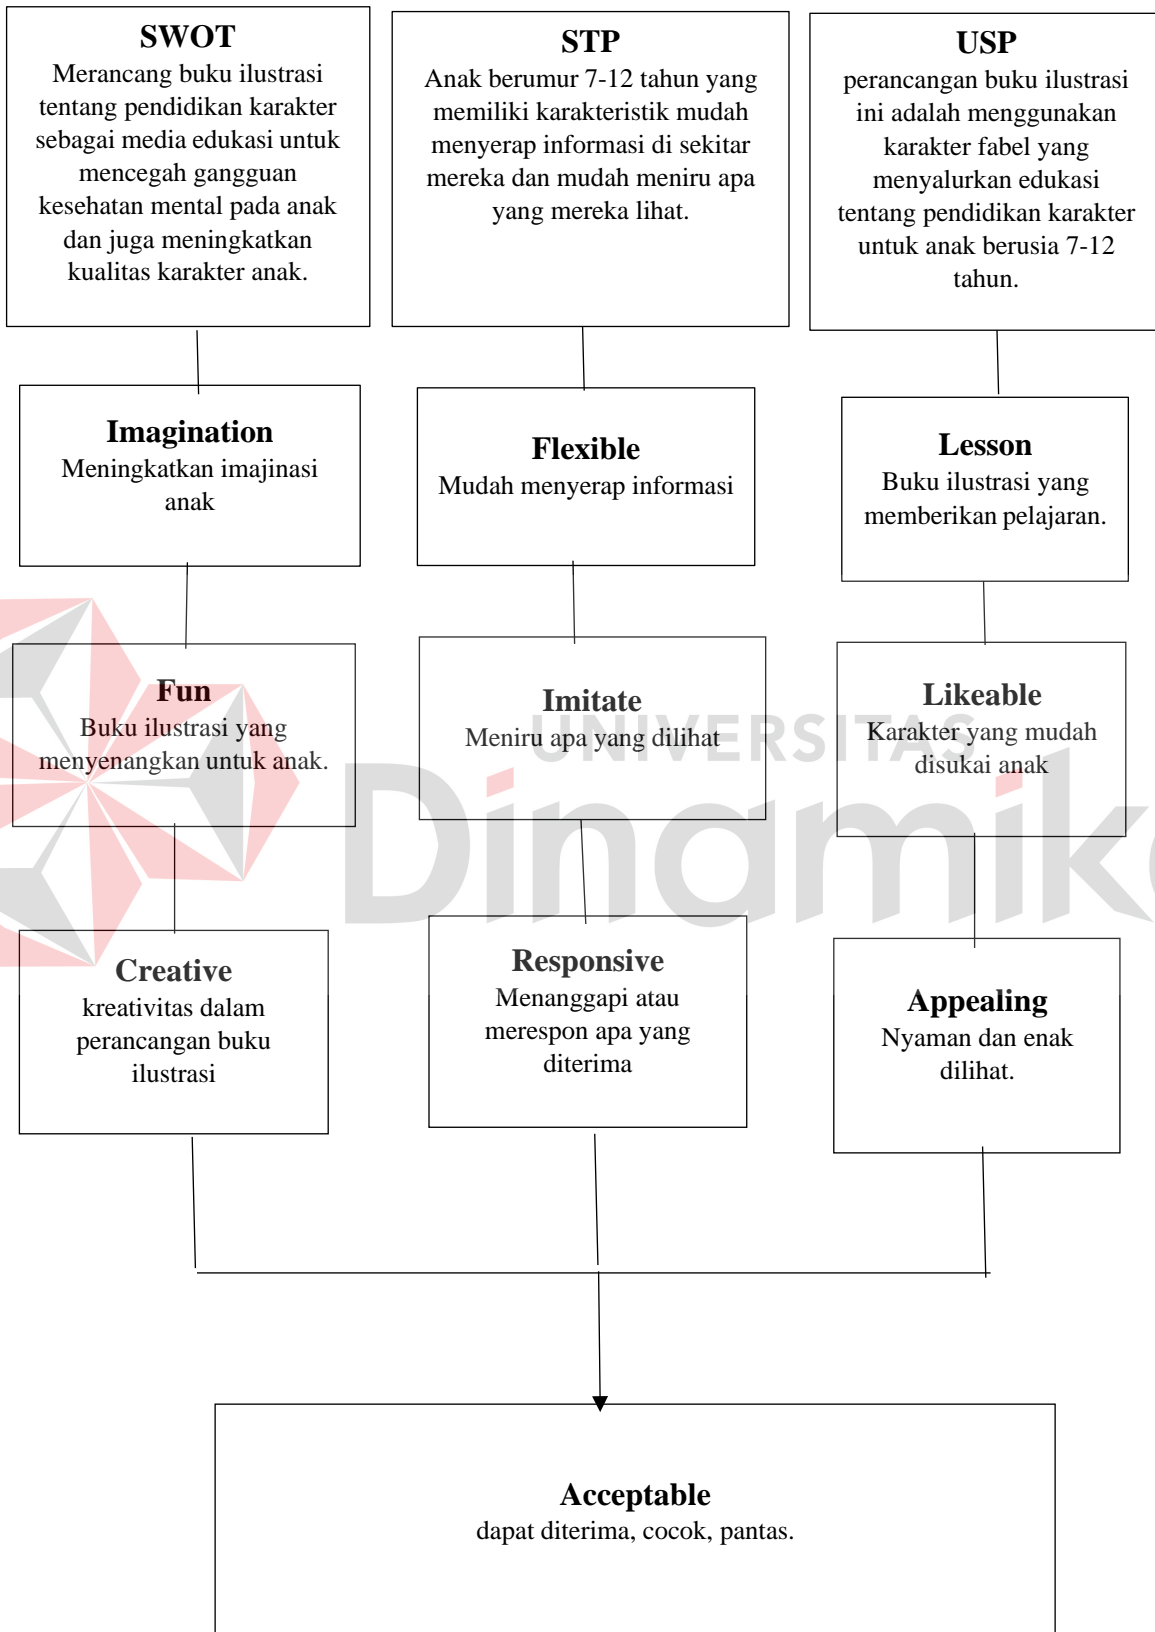 SWOT
Merancang buku ilustrasi
tentang pendidikan karakter
sebagai media edukasi untuk
mencegah gangguan
kesehatan mental pada anak
dan juga meningkatkan
kualitas karakter anak.
STP
Anak berumur 7-12 tahun yang
memiliki karakteristik mudah
menyerap informasi di sekitar
mereka dan mudah meniru apa
yang mereka lihat.
USP
perancangan buku ilustrasi
ini adalah menggunakan
karakter fabel yang
menyalurkan edukasi
tentang pendidikan karakter
untuk anak berusia 7-12
tahun.
Imagination
Meningkatkan imajinasi
anak
Flexible
Mudah menyerap informasi
Lesson
Buku ilustrasi yang
memberikan pelajaran.
Fun
Buku ilustrasi yang
menyenangkan untuk anak.
Imitate
Meniru apa yang dilihat
Likeable
Karakter yang mudah
disukai anak
UNIVERSITAS
Dinamika
Creative
kreativitas dalam
perancangan buku
ilustrasi
Responsive
Menanggapi atau
merespon apa yang
diterima
Appealing
Nyaman dan enak
dilihat.
Acceptable
dapat diterima, cocok, pantas.